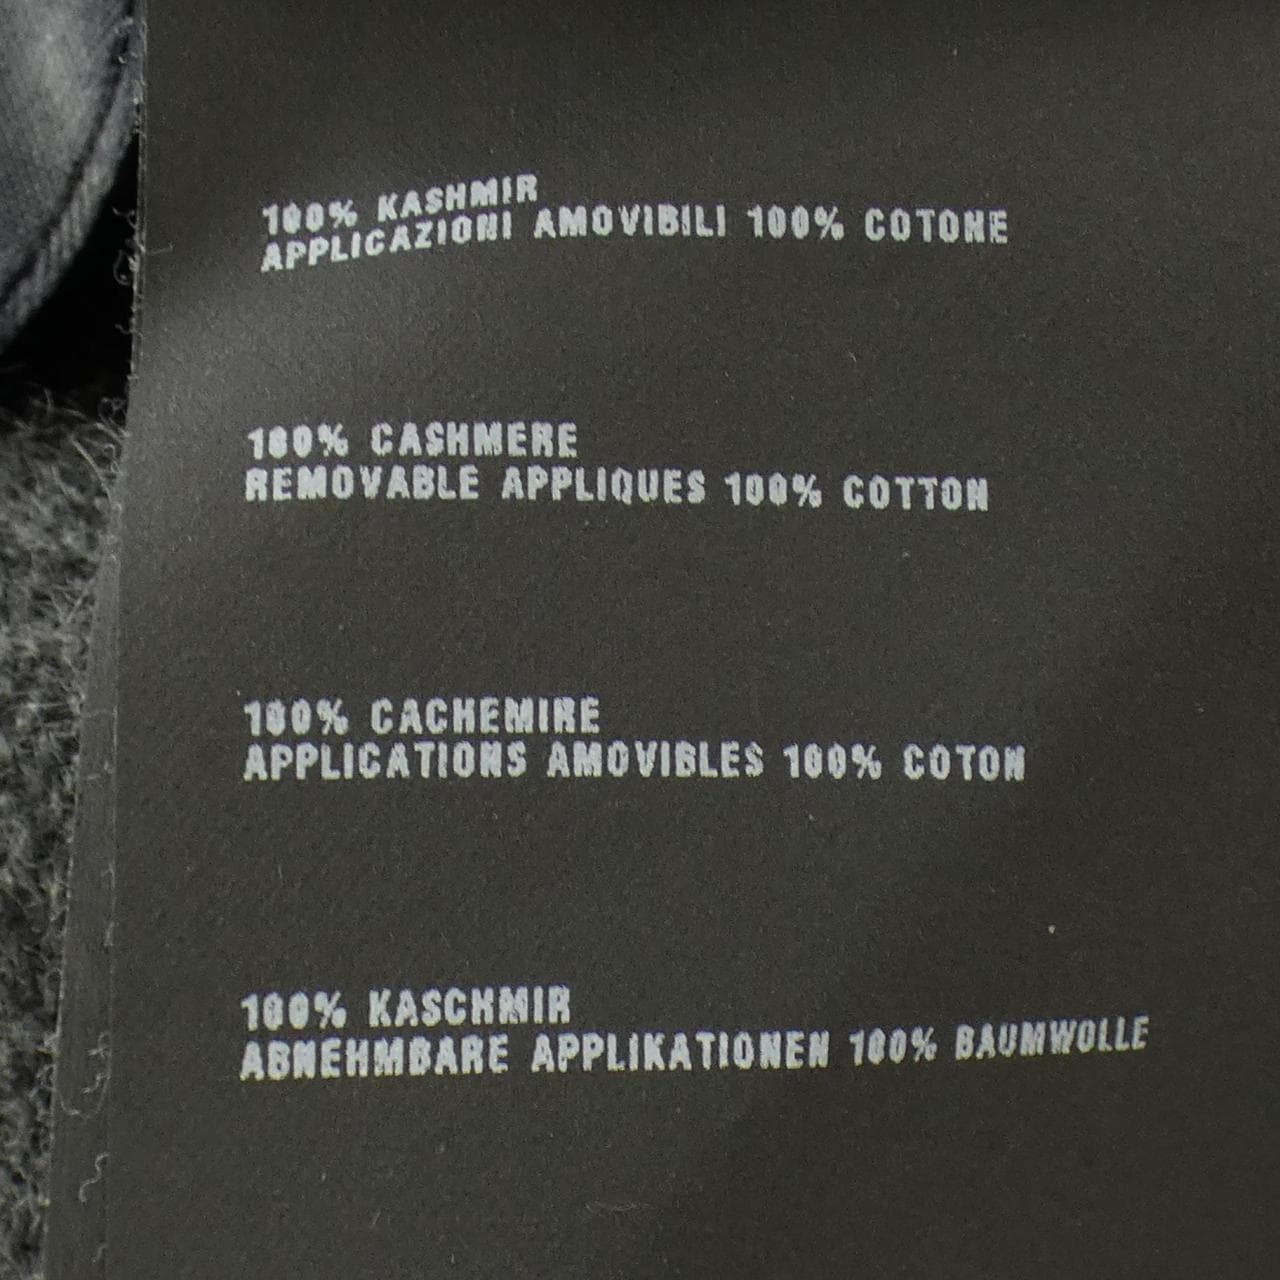 100% KASHMIR
APPLICAZIONI AMOVIBILI 100% COTONE
100% CASHMERE
REMOVABLE APPLIQUES 100% COTTON
100% CACHEMIRE
APPLICATIONS AMOVIBLES 100% COTON
100% KASCHMIR
ABNEHMBARE APPLIKATIONEN 100% BAUMWOLLE